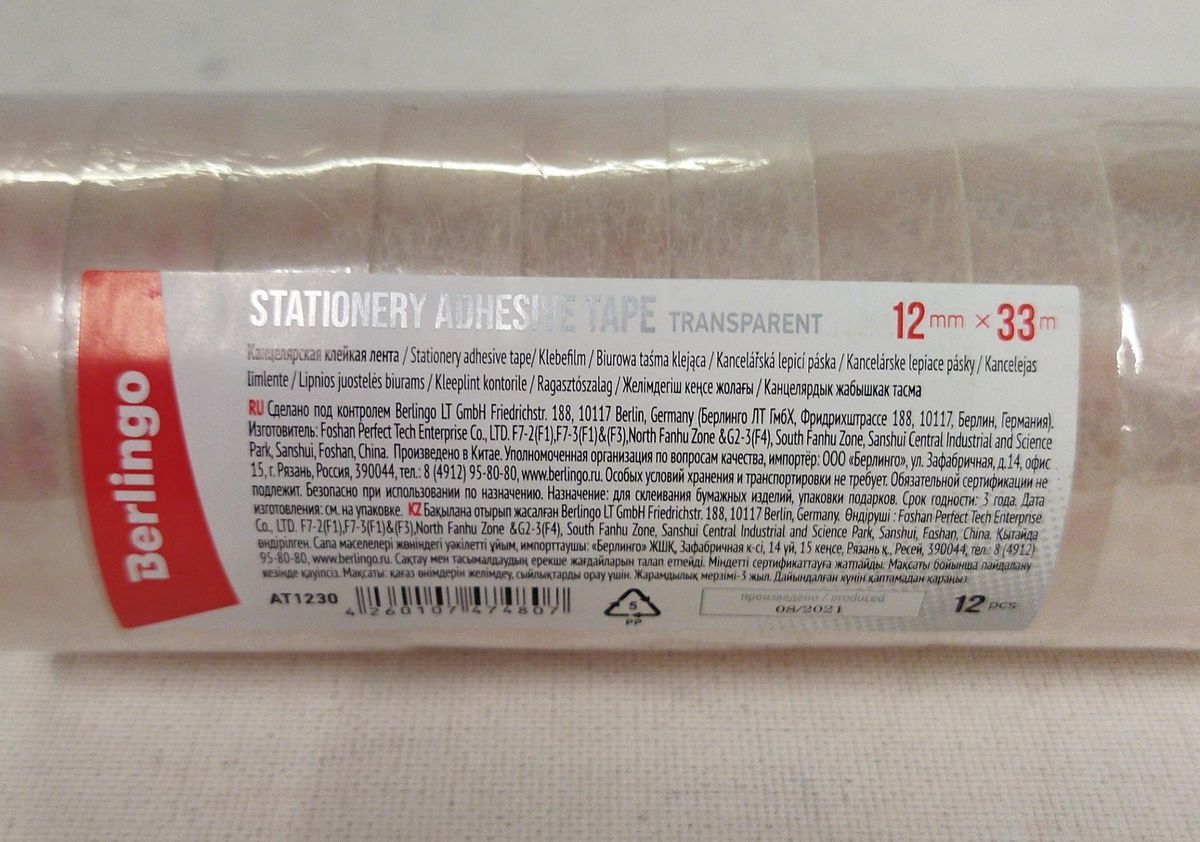 Berlingo
STATIONERY ADHESIVE TAPE TRANSPARENT 12 mm × 33 m
Канцелярская клейкая лента / Stationery adhesive tape/ Klebefilm / Biurowa taśma klejąca / Kancelářská lepicí páska / Kancelárske lepiace pásky / Kancelejas
līmlente / Lipnios juostelės biurams / Kleeplint kontorile / Ragasztószalag / Желімдегіш кеңсе жолағы / Канцелярдык жабышкак тасма
RU Сделано под контролем Berlingo LT GmbH Friedrichstr. 188, 10117 Berlin, Germany (Берлинго ЛТ ГмбХ, Фридрихштрассе 188, 10117, Берлин, Германия).
Изготовитель: Foshan Perfect Tech Enterprise Co., LTD. F7-2(F1),F7-3(F1)&(F3),North Fanhu Zone &G2-3(F4), South Fanhu Zone, Sanshui Central Industrial and Science
Park, Sanshui, Foshan, China. Произведено в Китае. Уполномоченная организация по вопросам качества, импортёр: ООО «Берлинго», ул. Зафабричная, д.14, офис
15, г. Рязань, Россия, 390044, тел.: 8 (4912) 95-80-80, www.berlingo.ru. Особых условий хранения и транспортировки не требует. Обязательной сертификации не
подлежит. Безопасно при использовании по назначению. Назначение: для склеивания бумажных изделий, упаковки подарков. Срок годности: 3 года. Дата
изготовления: см. на упаковке. KZ Бақылана отырып жасалған Berlingo LT GmbH Friedrichstr. 188, 10117 Berlin, Germany. Өндіруші : Foshan Perfect Tech Enterprise
Co., LTD. F7-2(F1),F7-3(F1)&(F3),North Fanhu Zone &G2-3(F4), South Fanhu Zone, Sanshui Central Industrial and Science Park, Sanshui, Foshan, China. Қытайда
өндірілген. Сапа мәселелері жөніндегі уәкілетті ұйым, импорттаушы: «Берлинго» ЖШҚ, Зафабричная к-сі, 14 үй, 15 кеңсе, Рязань қ., Ресей, 390044, тел.: 8 (4912)
95-80-80, www.berlingo.ru. Сақтау мен тасымалдаудың ерекше жағдайларын талап етпейді. Міндетті сертификаттауға жатпайды. Мақсаты бойынша пайдалану
кезінде қауіпсіз. Мақсаты: қағаз өнімдерін желімдеу, сыйлықтарды орау үшін. Жарамдылық мерзімі-3 жыл. Дайындалған күнін қаптамадан қараңыз.
AT1230
4 260107 474807
5
PP
произведено / produced
08/2021
12 pcs